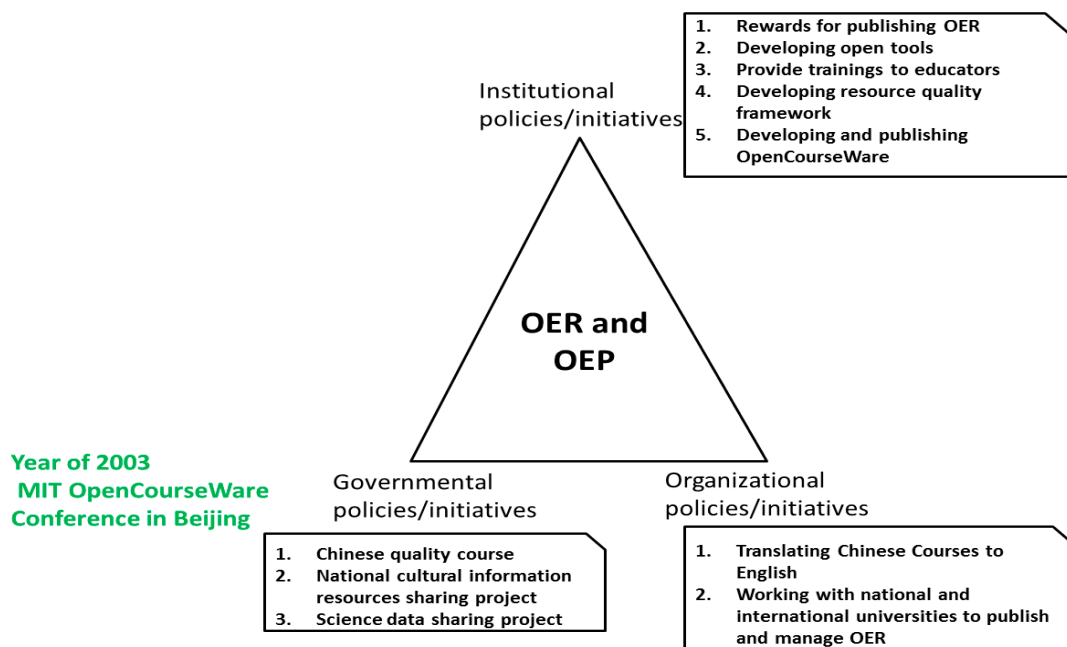 1. Rewards for publishing OER
2. Developing open tools
3. Provide trainings to educators
4. Developing resource quality
framework
5. Developing and publishing
OpenCourseWare
Institutional
policies/initiatives
OER and
OEP
Year of 2003
MIT OpenCourseWare
Conference in Beijing
Governmental
policies/initiatives
1. Chinese quality course
2. National cultural information
resources sharing project
3. Science data sharing project
Organizational
policies/initiatives
1. Translating Chinese Courses to
English
2. Working with national and
international universities to publish
and manage OER